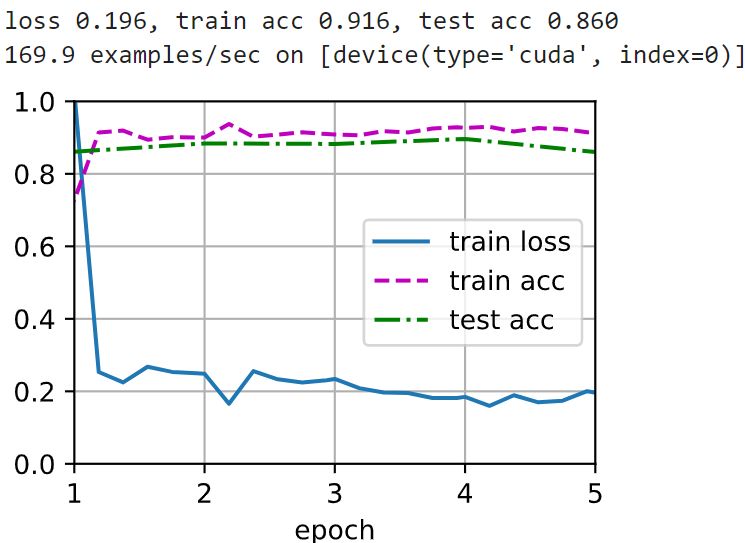 loss 0.196, train acc 0.916, test acc 0.860
169.9 examples/sec on [device(type='cuda', index=0)]
1.0
0.8
0.6
0.4
0.2
0.0
train loss
train acc
test acc
1 2 3 4 5
epoch